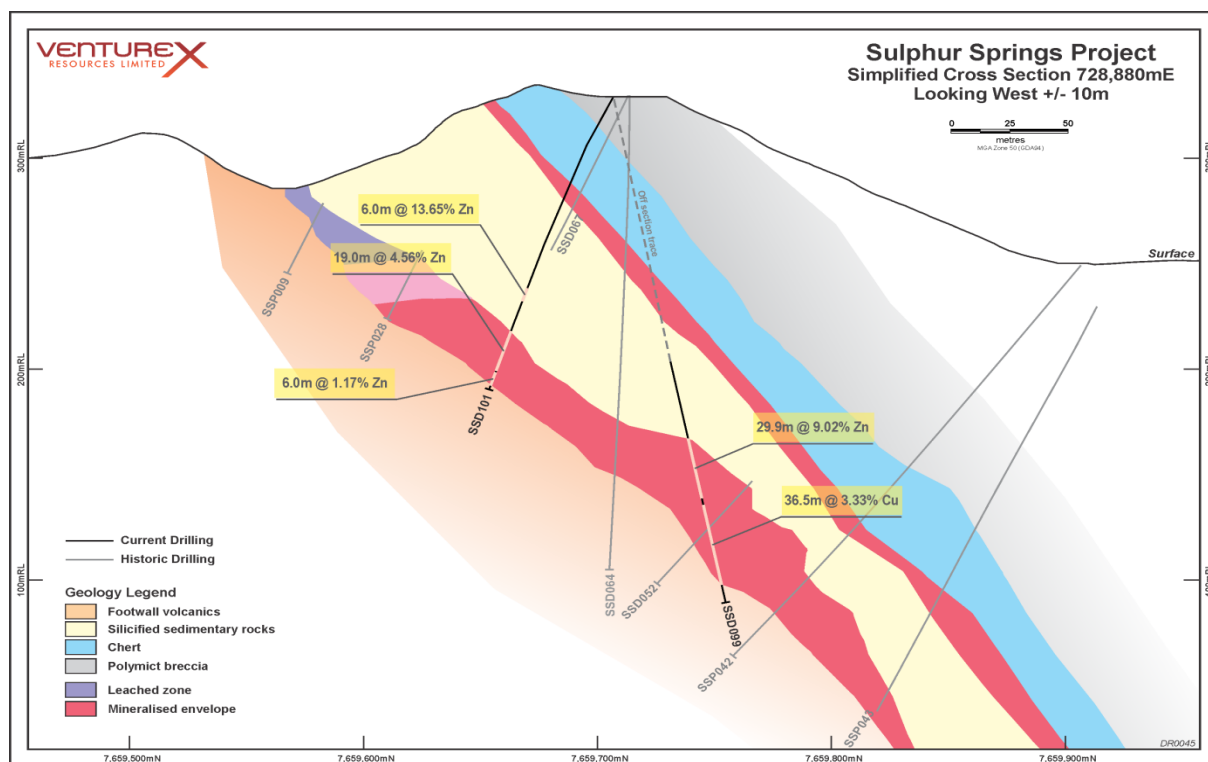 VENTUREX
RESOURCES LIMITED
Sulphur Springs Project
Simplified Cross Section 728,880mE
Looking West +/- 10m
0 25 50
metres
MGA Zone 50 (GDA94)
300mRL
200mRL
100mRL
300mRL
200mRL
100mRL
Surface
Off section trace
6.0m @ 13.65% Zn
19.0m @ 4.56% Zn
6.0m @ 1.17% Zn
29.9m @ 9.02% Zn
36.5m @ 3.33% Cu
SSP009
SSP028
SSD101
SSD06
SSD064
SSD052
SSD099
SSP042
SSP041
Current Drilling
Historic Drilling
Geology Legend
Footwall volcanics
Silicified sedimentary rocks
Chert
Polymict breccia
Leached zone
Mineralised envelope
DR0045
7,659,500mN
7,659,600mN
7,659,700mN
7,659,800mN
7,659,900mN